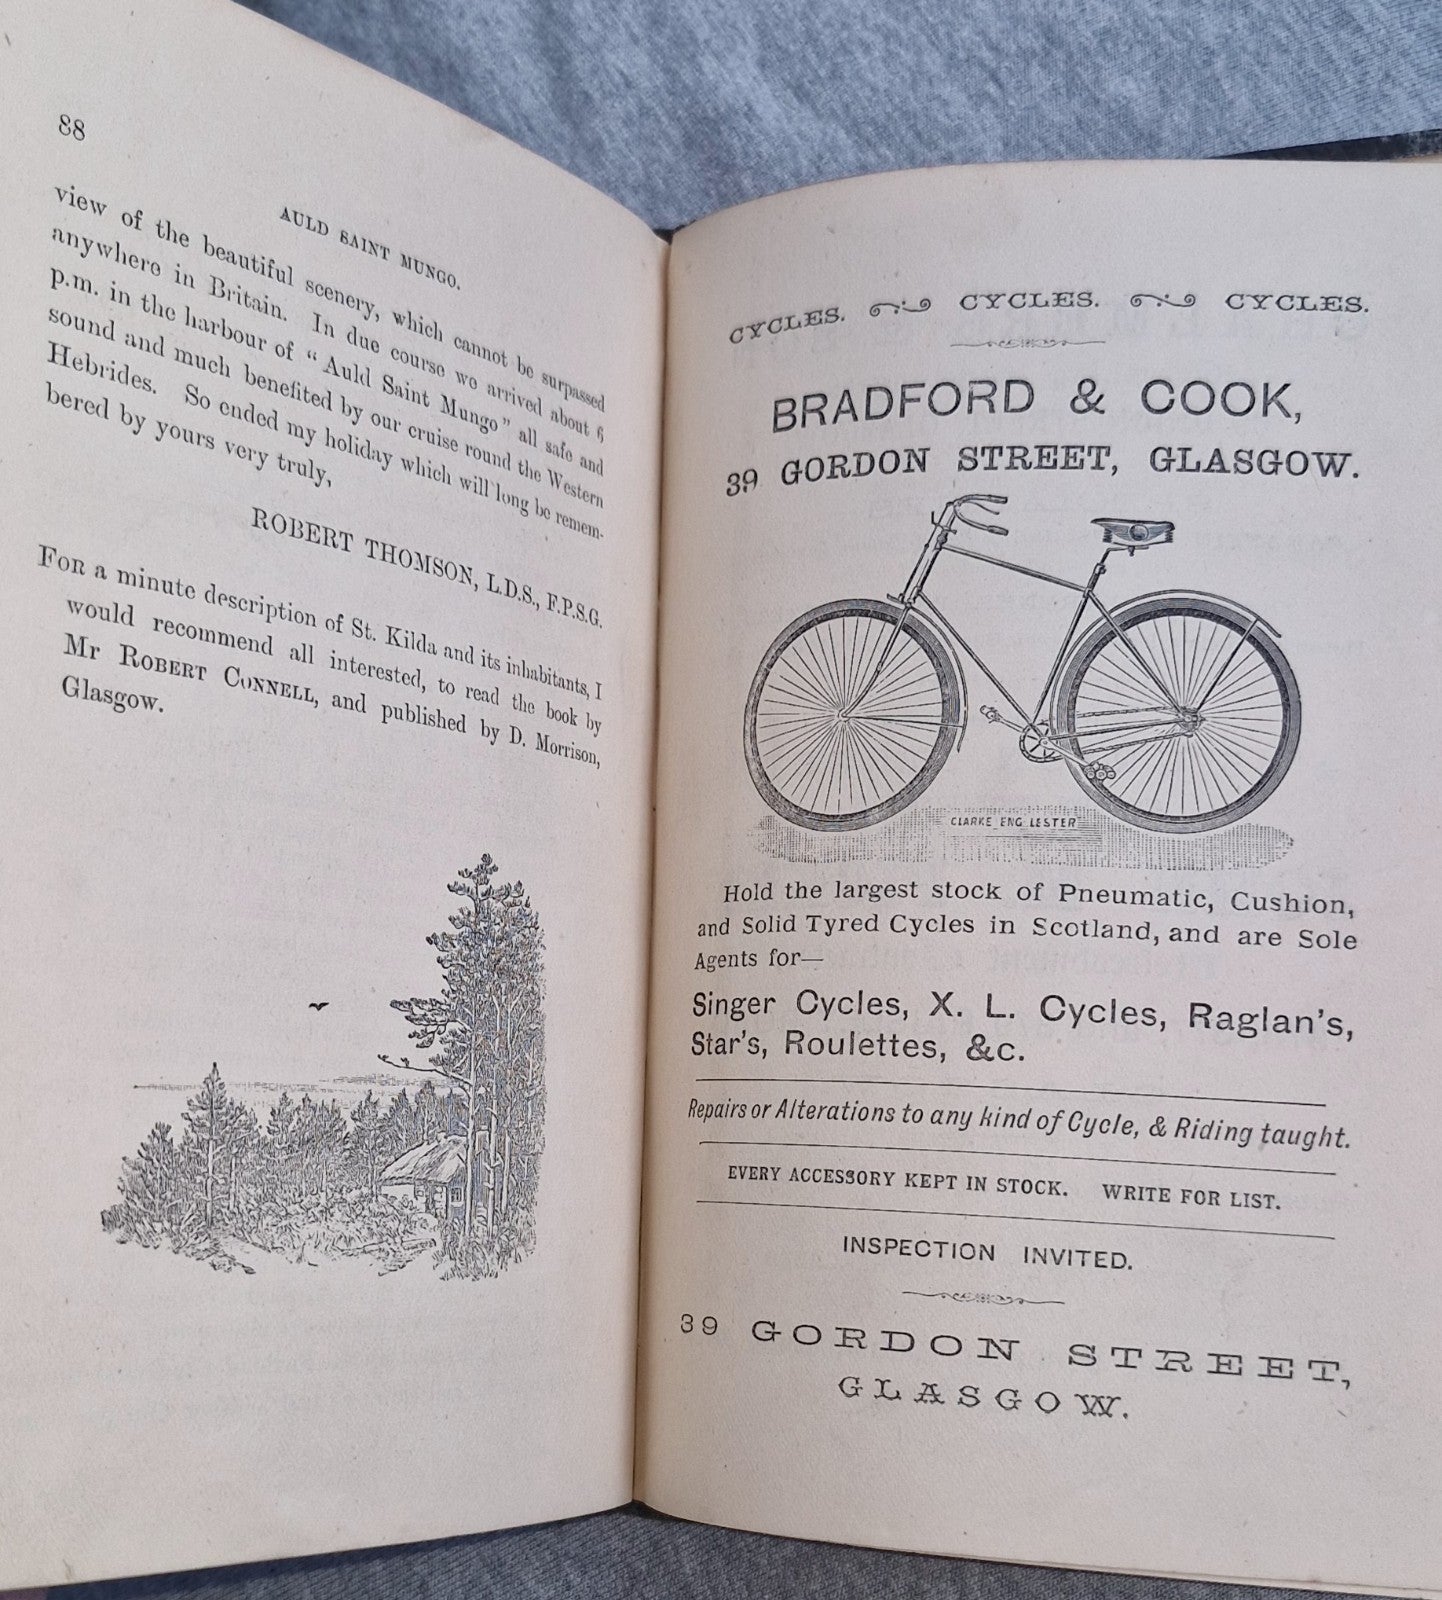 88
AULD SAINT MUNGO.
view of the beautiful scenery, which cannot be surpassed
anywhere in Britain. In due course we arrived about 6
p.m. in the harbour of "Auld Saint Mungo" all safe and
sound and much benefited by our cruise round the Western
Hebrides. So ended my holiday which will long be remem-
bered by yours very truly,
ROBERT THOMSON, L.D.S., F.P.S.G.
FOR a minute description of St. Kilda and its inhabitants, I
would recommend all interested, to read the book by
Mr ROBERT CONNELL, and published by D. Morrison,
Glasgow.
CYCLES. CYCLES. CYCLES.
BRADFORD & COOK,
39 GORDON STREET, GLASGOW.
CLARKE ENG LESTER
Hold the largest stock of Pneumatic, Cushion,
and Solid Tyred Cycles in Scotland, and are Sole
Agents for—
Singer Cycles, X. L. Cycles, Raglan's,
Star's, Roulettes, &c.
Repairs or Alterations to any kind of Cycle, & Riding taught.
EVERY ACCESSORY KEPT IN STOCK. WRITE FOR LIST.
INSPECTION INVITED.
39 GORDON STREET,
GLASGOW.